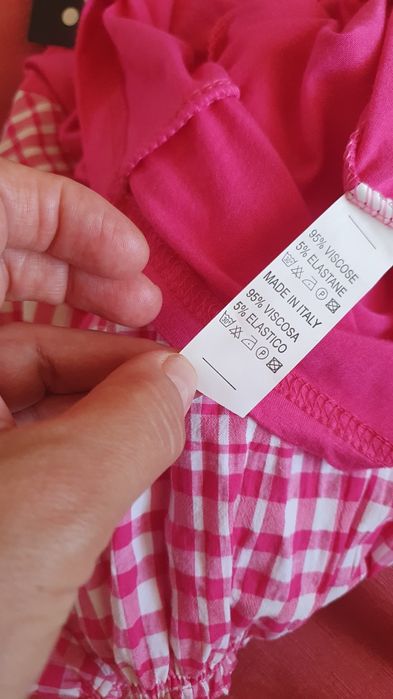 95% VISCOSE
5% ELASTANE
MADE IN ITALY
95% VISCOSA
5% ELASTICO